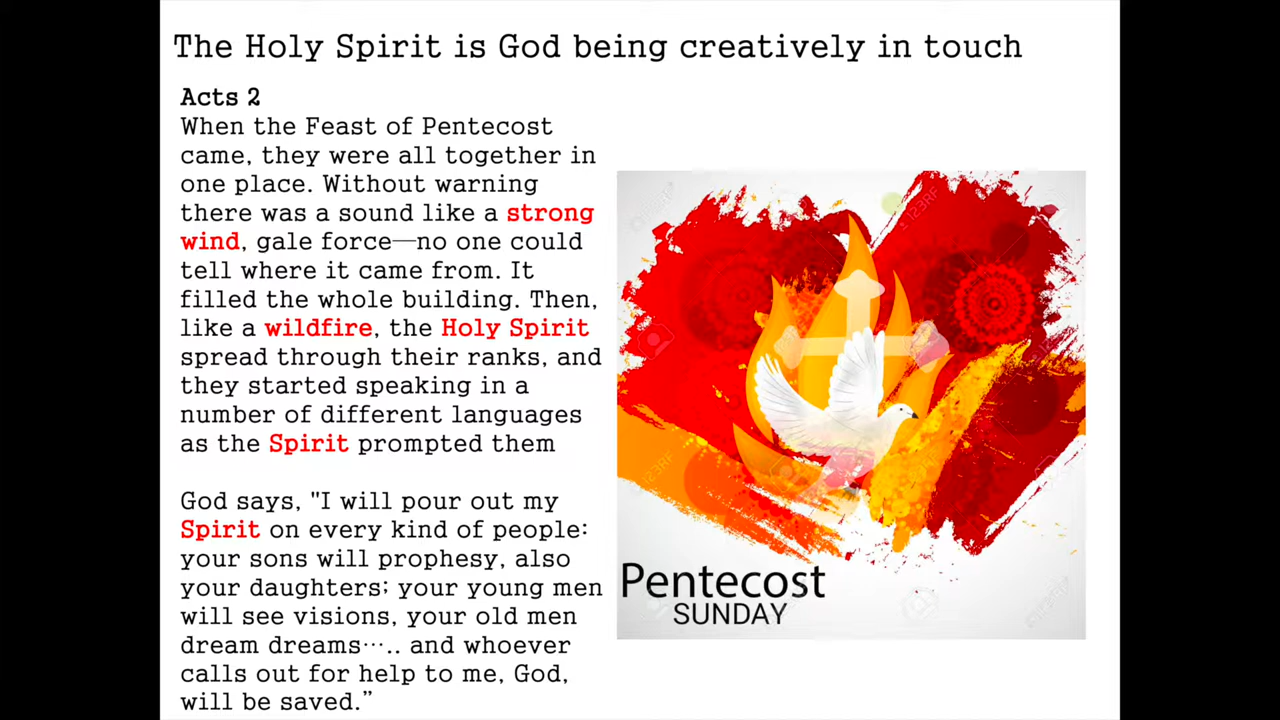 The Holy Spirit is God being creatively in touch
Acts 2
When the Feast of Pentecost
came, they were all together in
one place. Without warning
there was a sound like a strong
wind, gale force—no one could
tell where it came from. It
filled the whole building. Then,
like a wildfire, the Holy Spirit
spread through their ranks, and
they started speaking in a
number of different languages
as the Spirit prompted them
God says, "I will pour out my
Spirit on every kind of people:
your sons will prophesy, also
your daughters; your young men
will see visions, your old men
dream dreams….. and whoever
calls out for help to me, God,
will be saved.”
123RF
123RF
123RF
123RF
Pentecost
SUNDAY